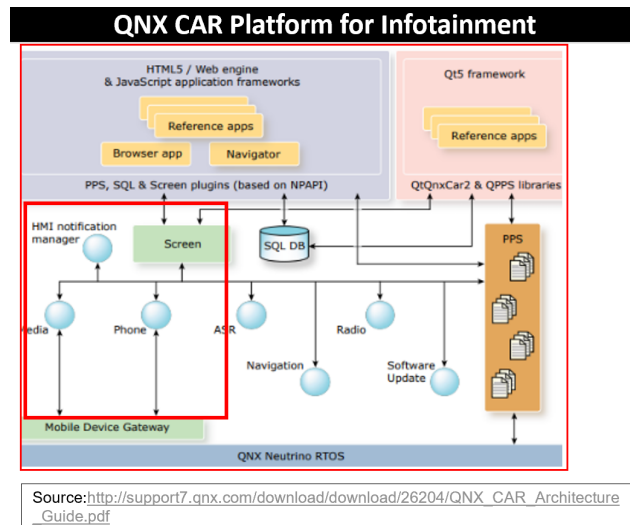 QNX CAR Platform for Infotainment
HTML5 / Web engine
& JavaScript application frameworks
Reference apps
Browser app
Navigator
PPS, SQL & Screen plugins (based on NPAPI)
Qt5 framework
Reference apps
QtQnxCar2 & QPPS libraries
HMI notification
manager
Screen
SQL DB
PPS
edia
Phone
ASR
Radio
Navigation
Software
Update
Mobile Device Gateway
QNX Neutrino RTOS
Source:http://support7.qnx.com/download/download/26204/QNX_CAR_Architecture
_Guide.pdf